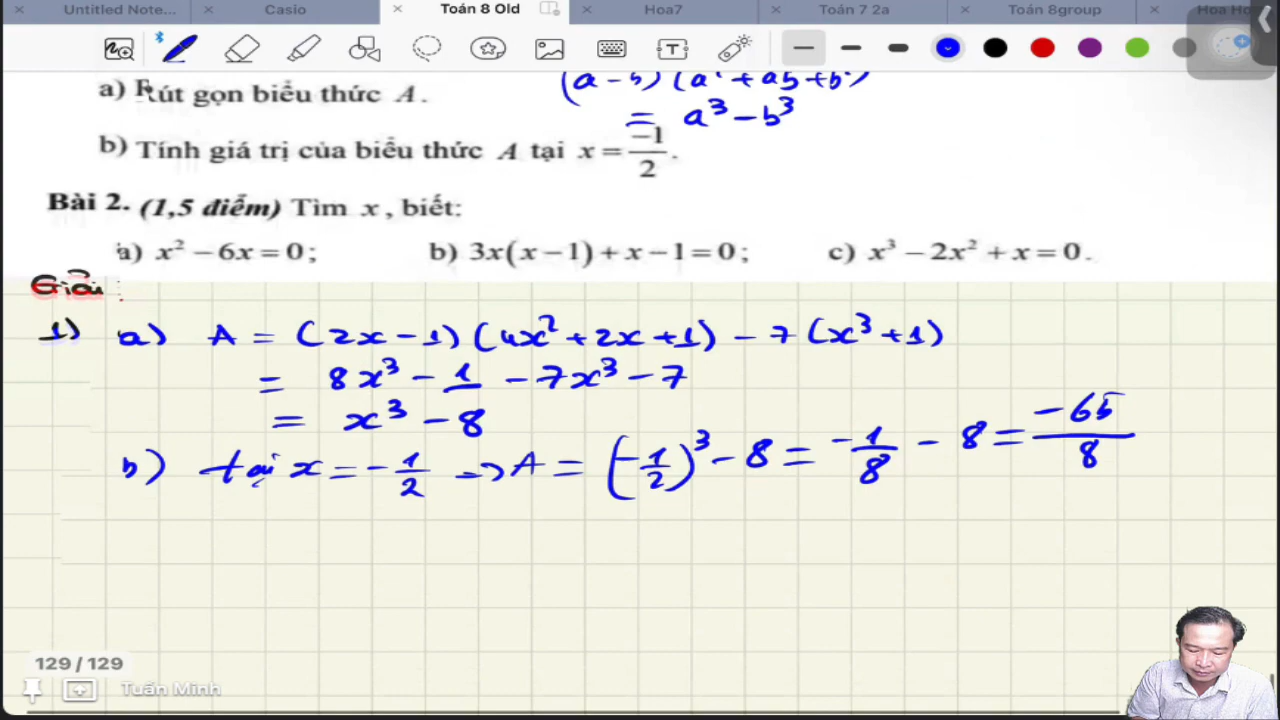 Untitled Note... Casio Toán 8 Old Hoa7 Toán 7 2a Toán 8group Hoa
(a - b) (a² + ab + b²)
a) Rút gọn biểu thức A.
= a³ - b³
b) Tính giá trị của biểu thức A tại x = -1/2.
Bài 2. (1,5 điểm) Tìm x, biết:
a) x² - 6x = 0; b) 3x(x-1) + x - 1 = 0; c) x³ - 2x² + x = 0.
Giải :
1) a) A = (2x - 1) (4x² + 2x + 1) - 7 (x³ + 1)
= 8x³ - 1 - 7x³ - 7
= x³ - 8
b) tại x = -1/2 → A = (-1/2)³ - 8 = -1/8 - 8 = -65/8
129 / 129
Tuấn Minh